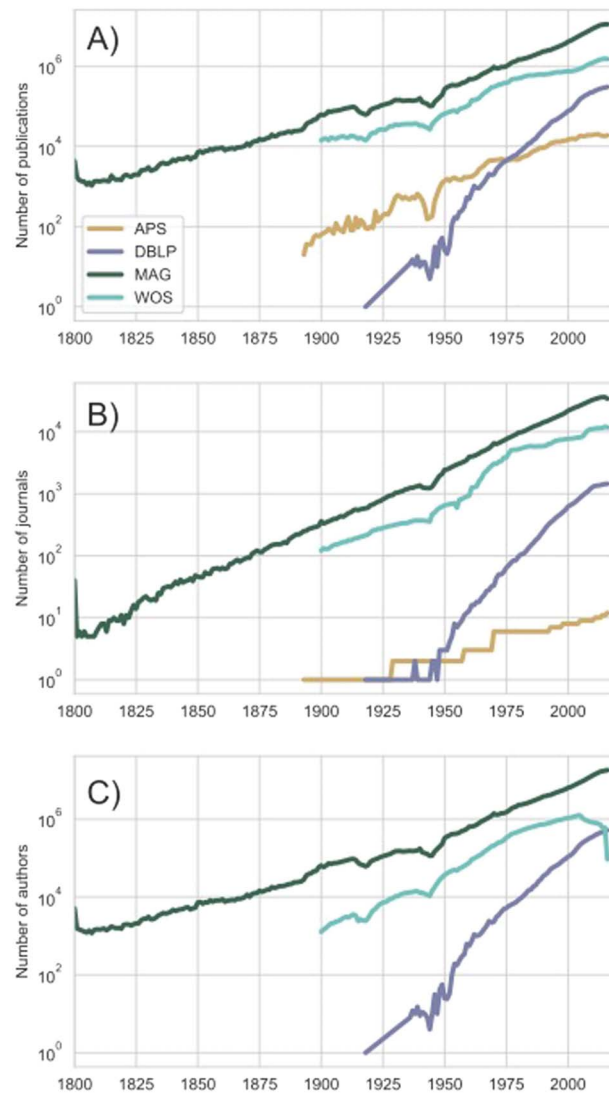 A)
Number of publications
10^6
10^4
10^2
10^0
APS
DBLP
MAG
WOS
1800 1825 1850 1875 1900 1925 1950 1975 2000
B)
Number of journals
10^4
10^3
10^2
10^1
10^0
1800 1825 1850 1875 1900 1925 1950 1975 2000
C)
Number of authors
10^6
10^4
10^2
10^0
1800 1825 1850 1875 1900 1925 1950 1975 2000